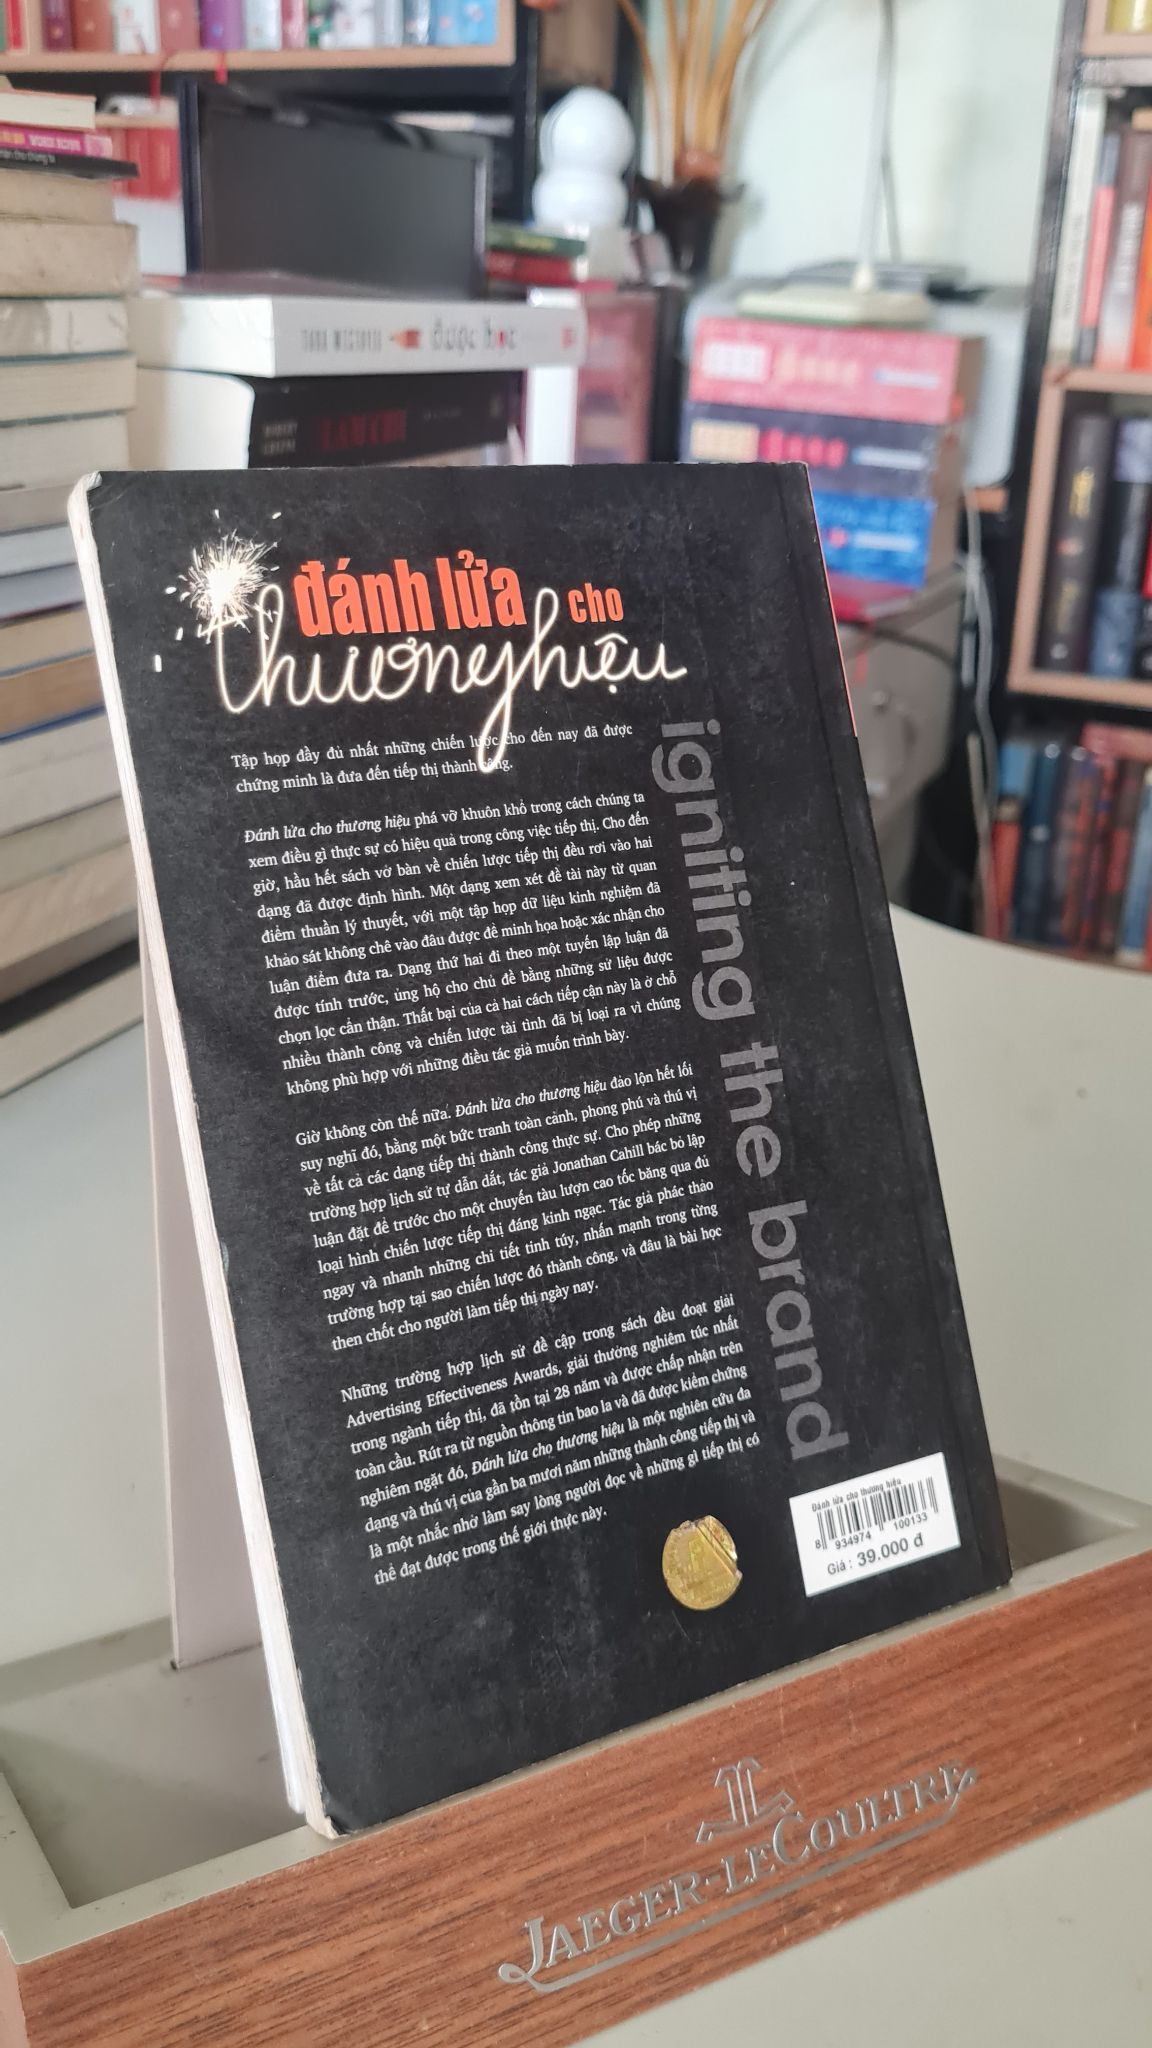 được học
đánh lửa cho
thương hiệu
Tập họp đầy đủ nhất những chiến lược cho đến nay đã được
chứng minh là đưa đến tiếp thị thành công.
Đánh lửa cho thương hiệu phá vỡ khuôn khổ trong cách chúng ta
xem điều gì thực sự có hiệu quả trong công việc tiếp thị. Cho đến
giờ, hầu hết sách vở bàn về chiến lược tiếp thị đều rơi vào hai
dạng đã được định hình. Một dạng xem xét đề tài này từ quan
điểm thuần lý thuyết, với một tập họp dữ liệu kinh nghiệm đã
khảo sát không chê vào đâu được để minh họa hoặc xác nhận cho
luận điểm đưa ra. Dạng thứ hai đi theo một tuyến lập luận đã
được tính trước, ủng hộ cho chủ đề bằng những sử liệu được
chọn lọc cẩn thận. Thất bại của cả hai cách tiếp cận này là ở chỗ
nhiều thành công và chiến lược tài tình đã bị loại ra vì chúng
không phù hợp với những điều tác giả muốn trình bày.
Giờ không còn thế nữa. Đánh lửa cho thương hiệu đảo lộn hết lối
suy nghĩ đó, bằng một bức tranh toàn cảnh, phong phú và thú vị
về tất cả các dạng tiếp thị thành công thực sự. Cho phép những
trường hợp lịch sử tự dẫn dắt, tác giả Jonathan Cahill bác bỏ lập
luận đặt đề trước cho một chuyến tàu lượn cao tốc băng qua đủ
loại hình chiến lược tiếp thị đáng kinh ngạc. Tác giả phác thảo
ngay và nhanh những chi tiết tinh túy, nhấn mạnh trong từng
trường hợp tại sao chiến lược đó thành công, và đâu là bài học
then chốt cho người làm tiếp thị ngày nay.
Những trường hợp lịch sử đề cập trong sách đều đoạt giải
Advertising Effectiveness Awards, giải thưởng nghiêm túc nhất
trong ngành tiếp thị, đã tồn tại 28 năm và được chấp nhận trên
toàn cầu. Rút ra từ nguồn thông tin bao la và đã được kiểm chứng
nghiêm ngặt đó, Đánh lửa cho thương hiệu là một nghiên cứu đa
dạng và thú vị của gần ba mươi năm những thành công tiếp thị và
là một nhắc nhở làm say lòng người đọc về những gì tiếp thị có
thể đạt được trong thế giới thực này.
igniting the brand
Đánh lửa cho thương hiệu
8 934974 100133
Giá : 39.000 đ
JAEGER-LECOULTRE